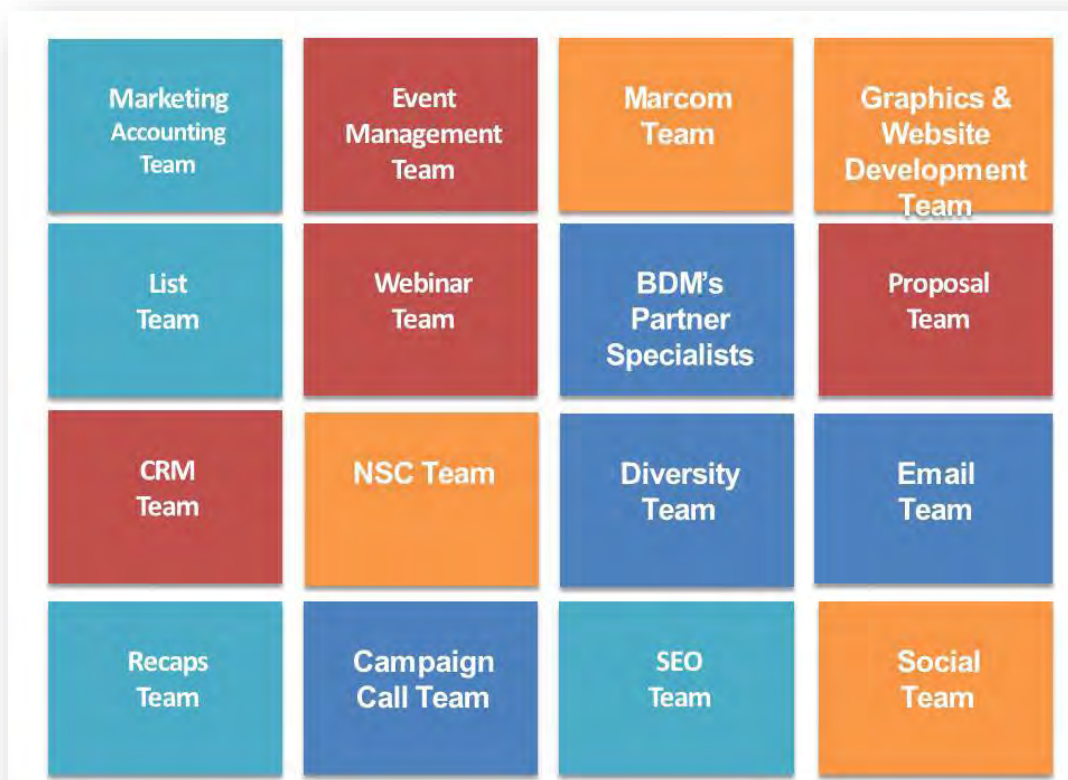 Marketing
Accounting
Team
Event
Management
Team
Marcom
Team
Graphics &
Website
Development
Team
List
Team
Webinar
Team
BDM's
Partner
Specialists
Proposal
Team
CRM
Team
NSC Team
Diversity
Team
Email
Team
Recaps
Team
Campaign
Call Team
SEO
Team
Social
Team